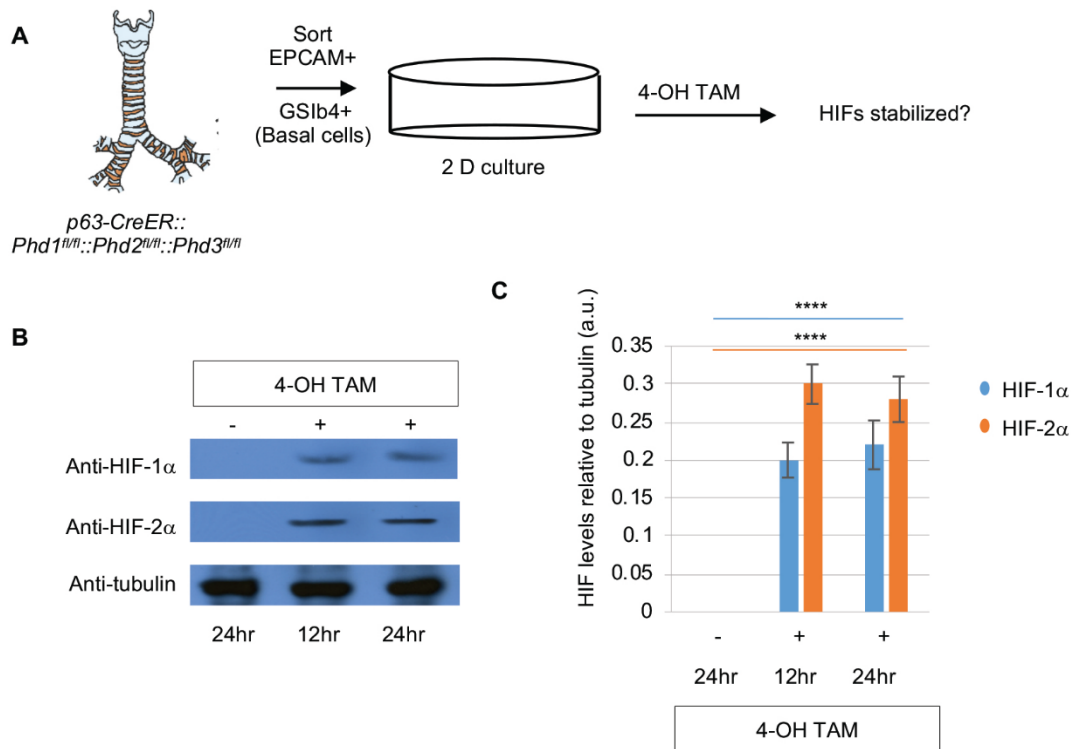 A
Sort
EPCAM+
GSIb4+
(Basal cells)
2 D culture
4-OH TAM
HIFs stabilized?
p63-CreER::
Phd1fl/fl::Phd2fl/fl::Phd3fl/fl
B
4-OH TAM
- + +
Anti-HIF-1α
Anti-HIF-2α
Anti-tubulin
24hr 12hr 24hr
C
HIF levels relative to tubulin (a.u.)
****
****
0.35
0.3
0.25
0.2
0.15
0.1
0.05
0
HIF-1α
HIF-2α
- + +
24hr 12hr 24hr
4-OH TAM